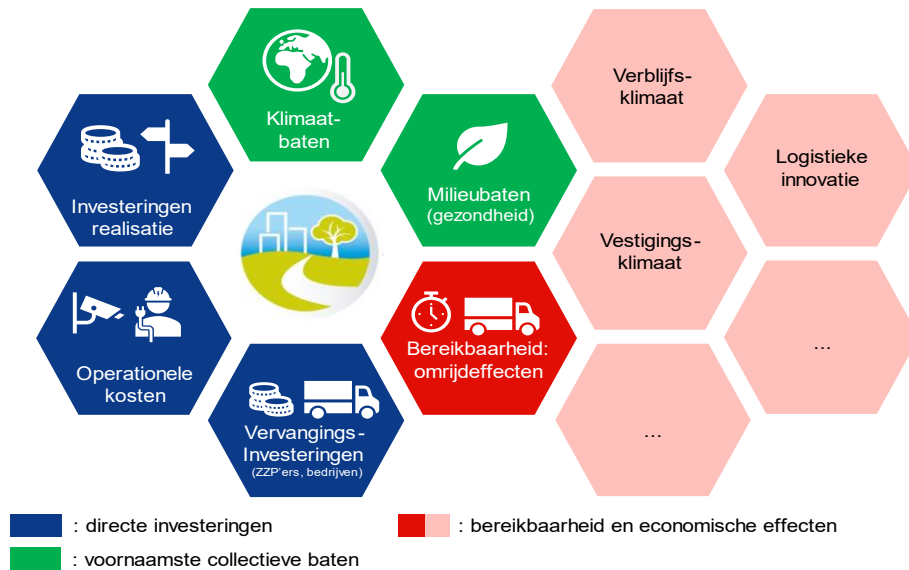 Klimaat-
baten
Investeringen
realisatie
Milieubaten
(gezondheid)
Operationele
kosten
Vervangings-
Investeringen
(ZZP'ers, bedrijven)
Bereikbaarheid:
omrijdeffecten
Verblijfs-
klimaat
Logistieke
innovatie
Vestigings-
klimaat
...
...
: directe investeringen
: voornaamste collectieve baten
: bereikbaarheid en economische effecten